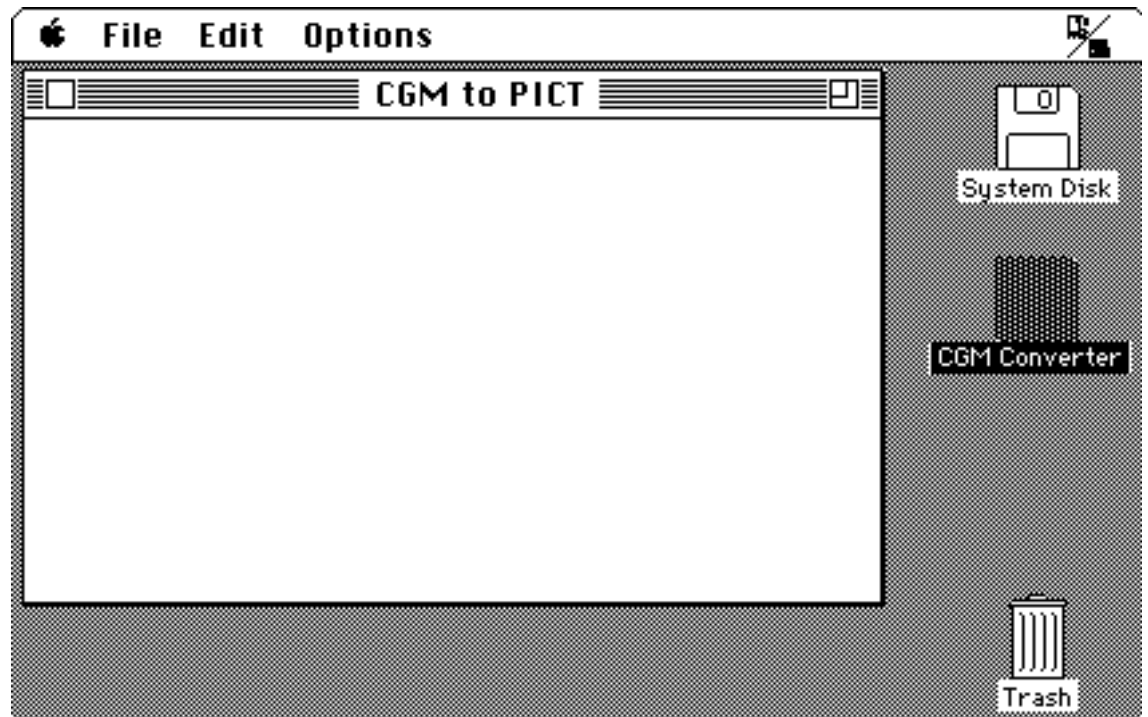 File Edit Options
CGM to PICT
0
System Disk
CGM Converter
Trash